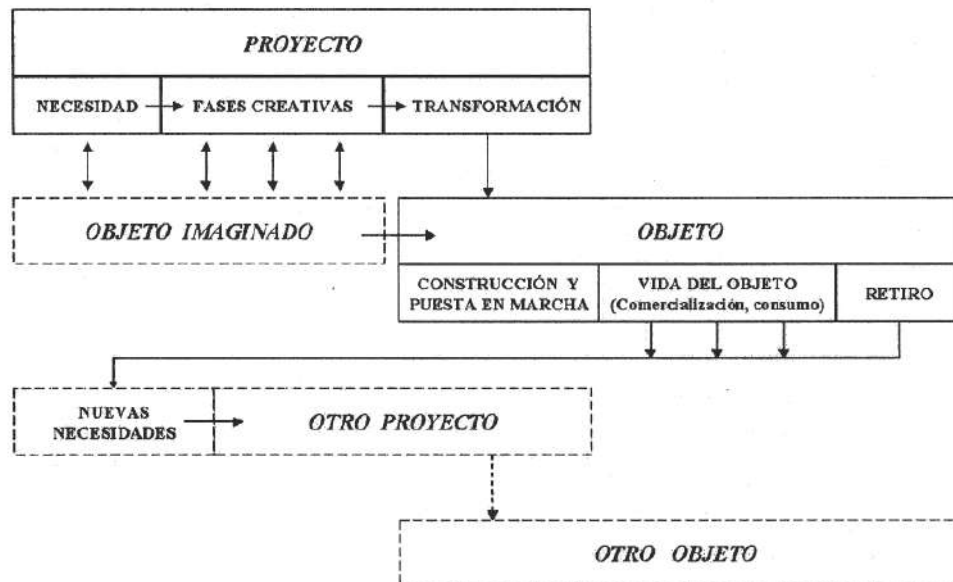 PROYECTO
NECESIDAD
FASES CREATIVAS
TRANSFORMACIÓN
OBJETO IMAGINADO
OBJETO
CONSTRUCCIÓN Y
PUESTA EN MARCHA
VIDA DEL OBJETO
(Comercialización, consumo)
RETIRO
NUEVAS
NECESIDADES
OTRO PROYECTO
OTRO OBJETO